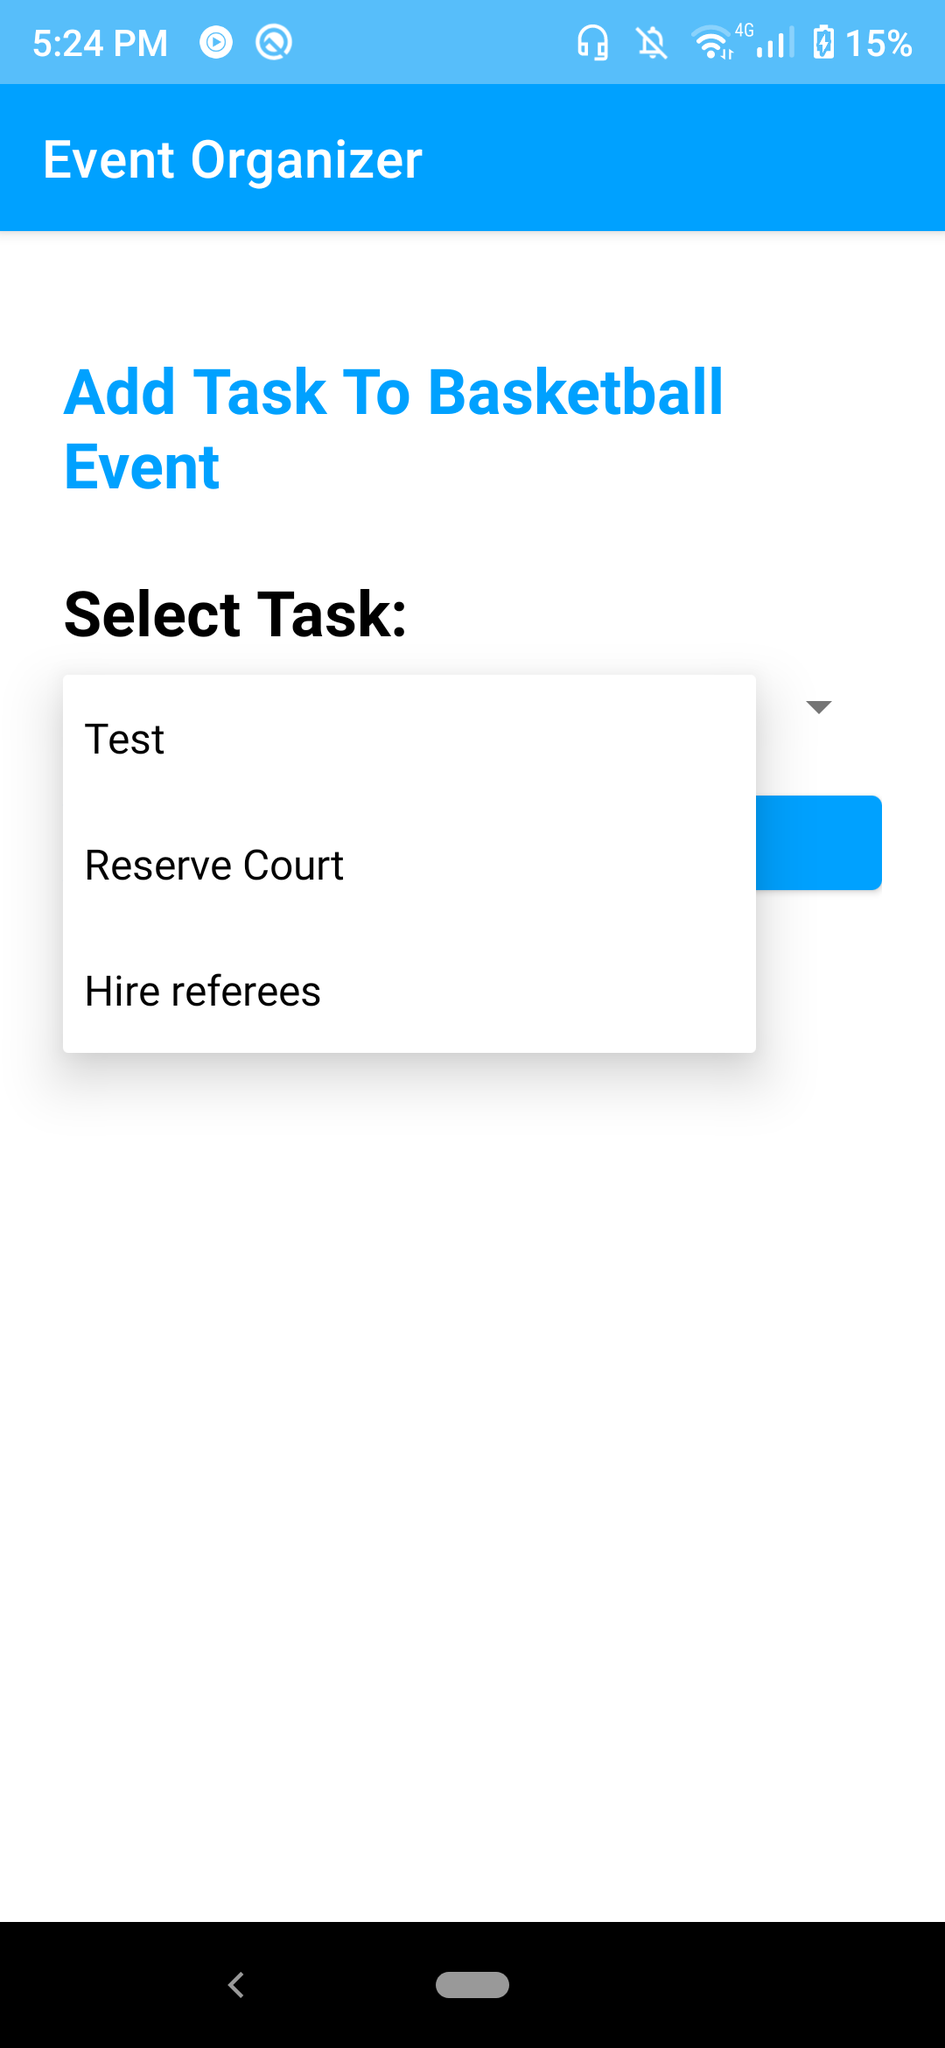 5:24 PM 4G 15%
Event Organizer
Add Task To Basketball
Event
Select Task:
Test
Reserve Court
Hire referees